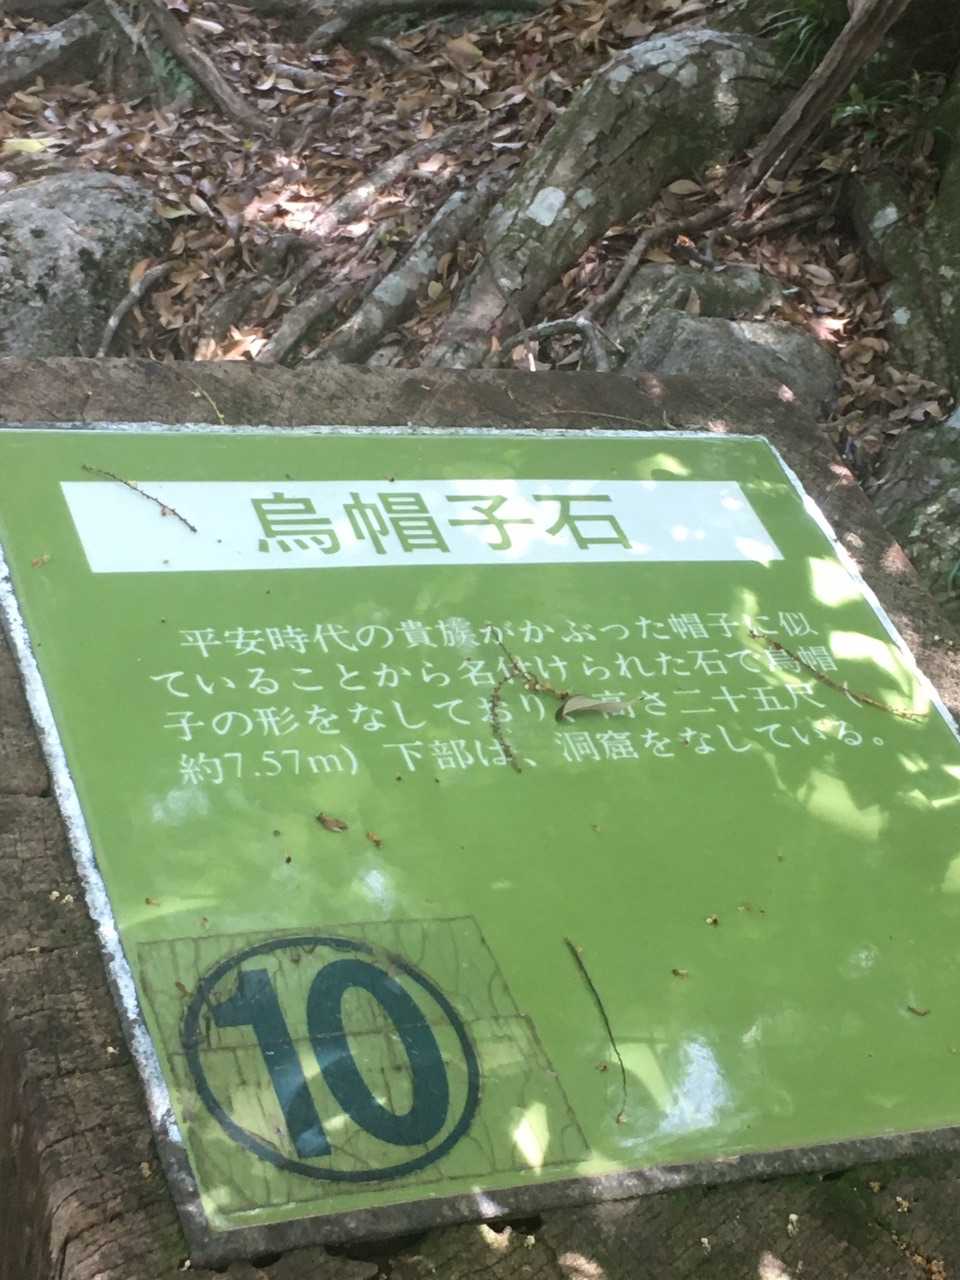 烏帽子石
平安時代の貴族がかぶった帽子に似
ていることから名付けられた石で烏帽
子の形をなしており、高さ二十五尺（
約7.57m）下部は、洞窟をなしている。
10